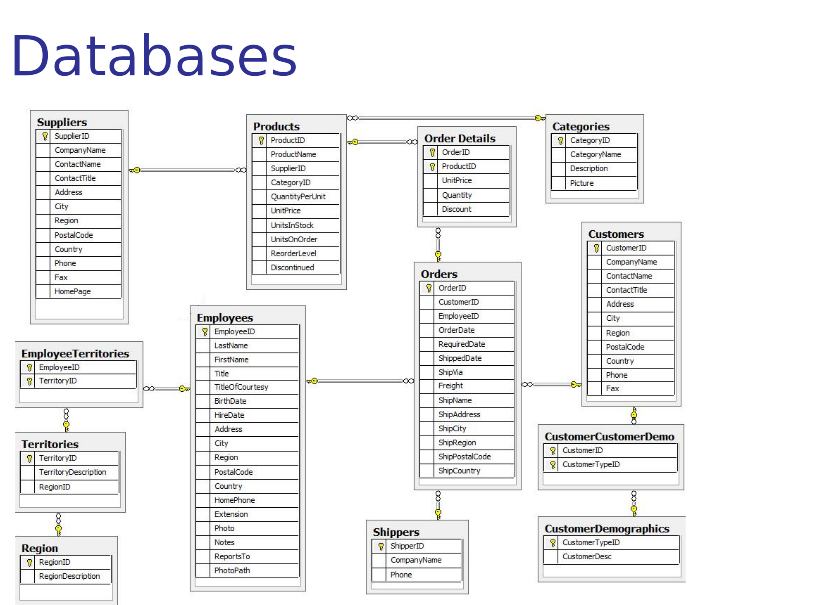 Databases
Suppliers
SupplierID
CompanyName
ContactName
ContactTitle
Address
City
Region
PostalCode
Country
Phone
Fax
HomePage
Products
ProductID
ProductName
SupplierID
CategoryID
QuantityPerUnit
UnitPrice
UnitsInStock
UnitsOnOrder
ReorderLevel
Discontinued
Order Details
OrderID
ProductID
UnitPrice
Quantity
Discount
Categories
CategoryID
CategoryName
Description
Picture
Customers
CustomerID
CompanyName
ContactName
ContactTitle
Address
City
Region
PostalCode
Country
Phone
Fax
Orders
OrderID
CustomerID
EmployeeID
OrderDate
RequiredDate
ShippedDate
ShipVia
Freight
ShipName
ShipAddress
ShipCity
ShipRegion
ShipPostalCode
ShipCountry
Employees
EmployeeID
LastName
FirstName
Title
TitleOfCourtesy
BirthDate
HireDate
Address
City
Region
PostalCode
Country
HomePhone
Extension
Photo
Notes
ReportsTo
PhotoPath
EmployeeTerritories
EmployeeID
TerritoryID
Territories
TerritoryID
TerritoryDescription
RegionID
Region
RegionID
RegionDescription
Shippers
ShipperID
CompanyName
Phone
CustomerCustomerDemo
CustomerID
CustomerTypeID
CustomerDemographics
CustomerTypeID
CustomerDesc